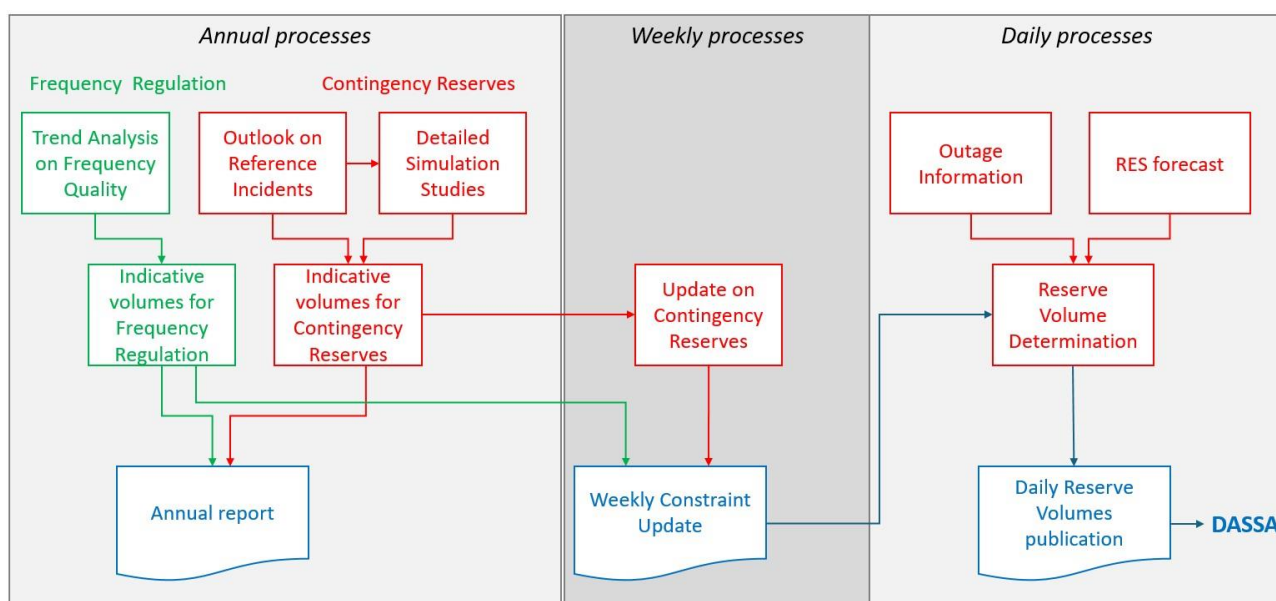 Annual processes
Weekly processes
Daily processes
Frequency Regulation
Contingency Reserves
Trend Analysis
on Frequency
Quality
Outlook on
Reference
Incidents
Detailed
Simulation
Studies
Outage
Information
RES forecast
Indicative
volumes for
Frequency
Regulation
Indicative
volumes for
Contingency
Reserves
Update on
Contingency
Reserves
Reserve
Volume
Determination
Annual report
Weekly Constraint
Update
Daily Reserve
Volumes
publication
DASSA